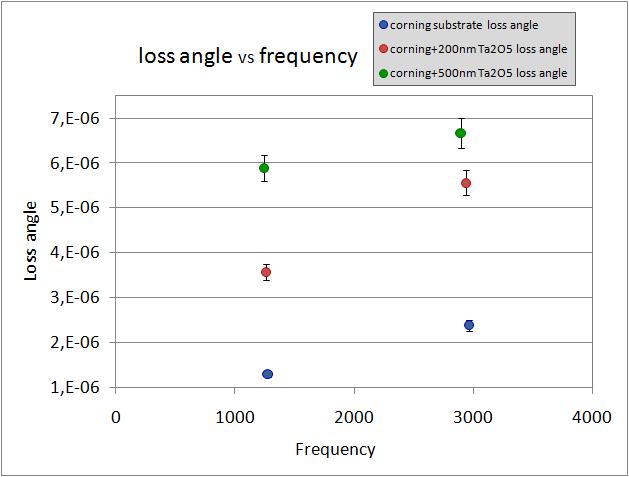 corning substrate loss angle
corning+200nm Ta2O5 loss angle
corning+500nm Ta2O5 loss angle
loss angle vs frequency
7,E-06
6,E-06
5,E-06
4,E-06
3,E-06
2,E-06
1,E-06
Loss angle
0 1000 2000 3000 4000
Frequency